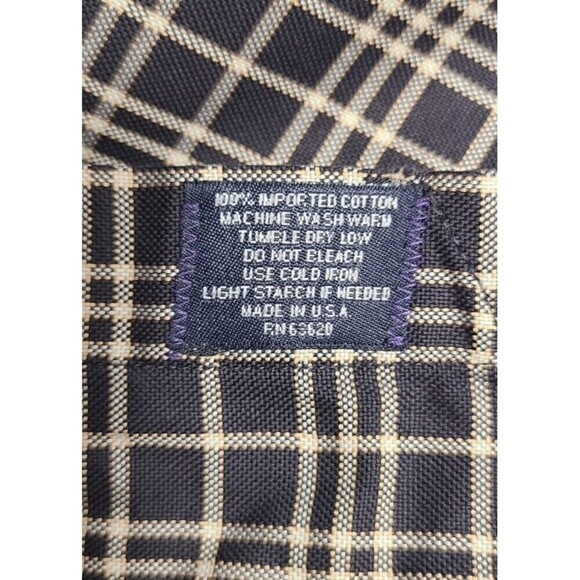 100% IMPORTED COTTON
MACHINE WASH WARM
TUMBLE DRY LOW
DO NOT BLEACH
USE COLD IRON
LIGHT STARCH IF NEEDED
MADE IN U.S.A
RN 63620